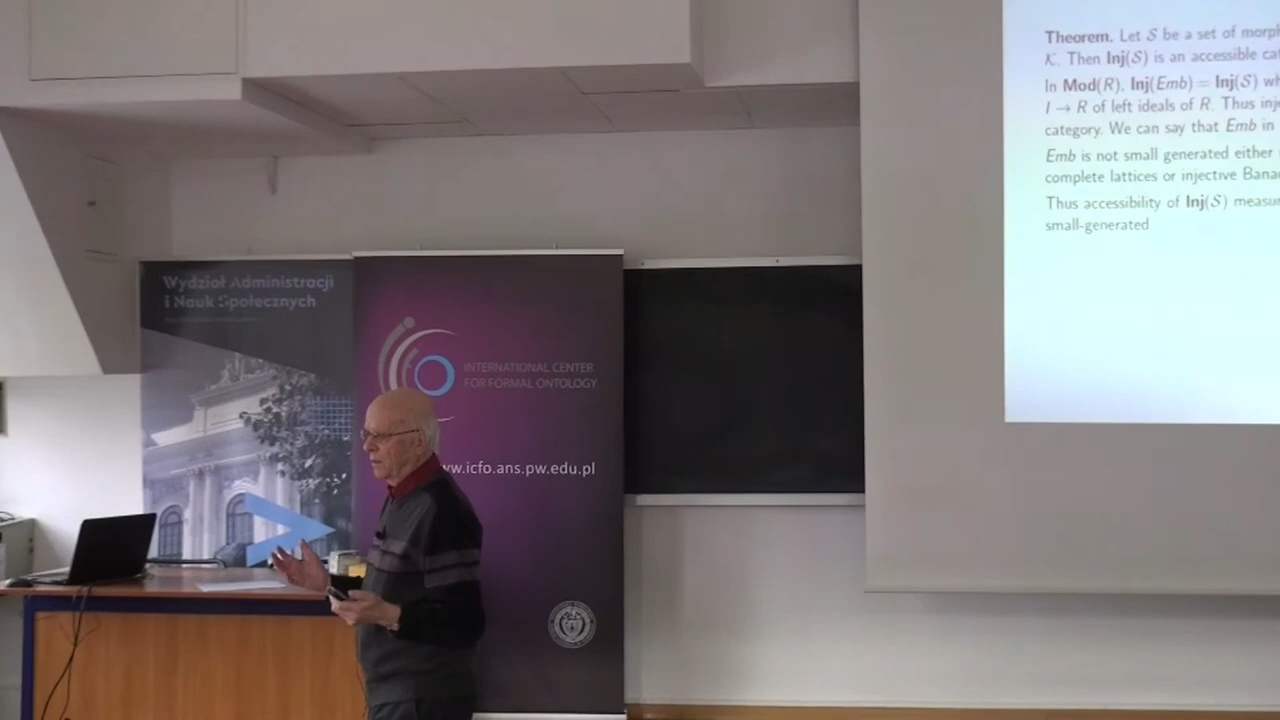 Wydział Administracji
i Nauk Społecznych
INTERNATIONAL CENTER
FOR FORMAL ONTOLOGY
ww.icfo.ans.pw.edu.pl
Theorem. Let S be a set of morph
K. Then Inj(S) is an accessible cat
In Mod(R), Inj(Emb) = Inj(S) wh
I → R of left ideals of R. Thus inj
category. We can say that Emb in
Emb is not small generated either
complete lattices or injective Bana
Thus accessibility of Inj(S) measu
small-generated